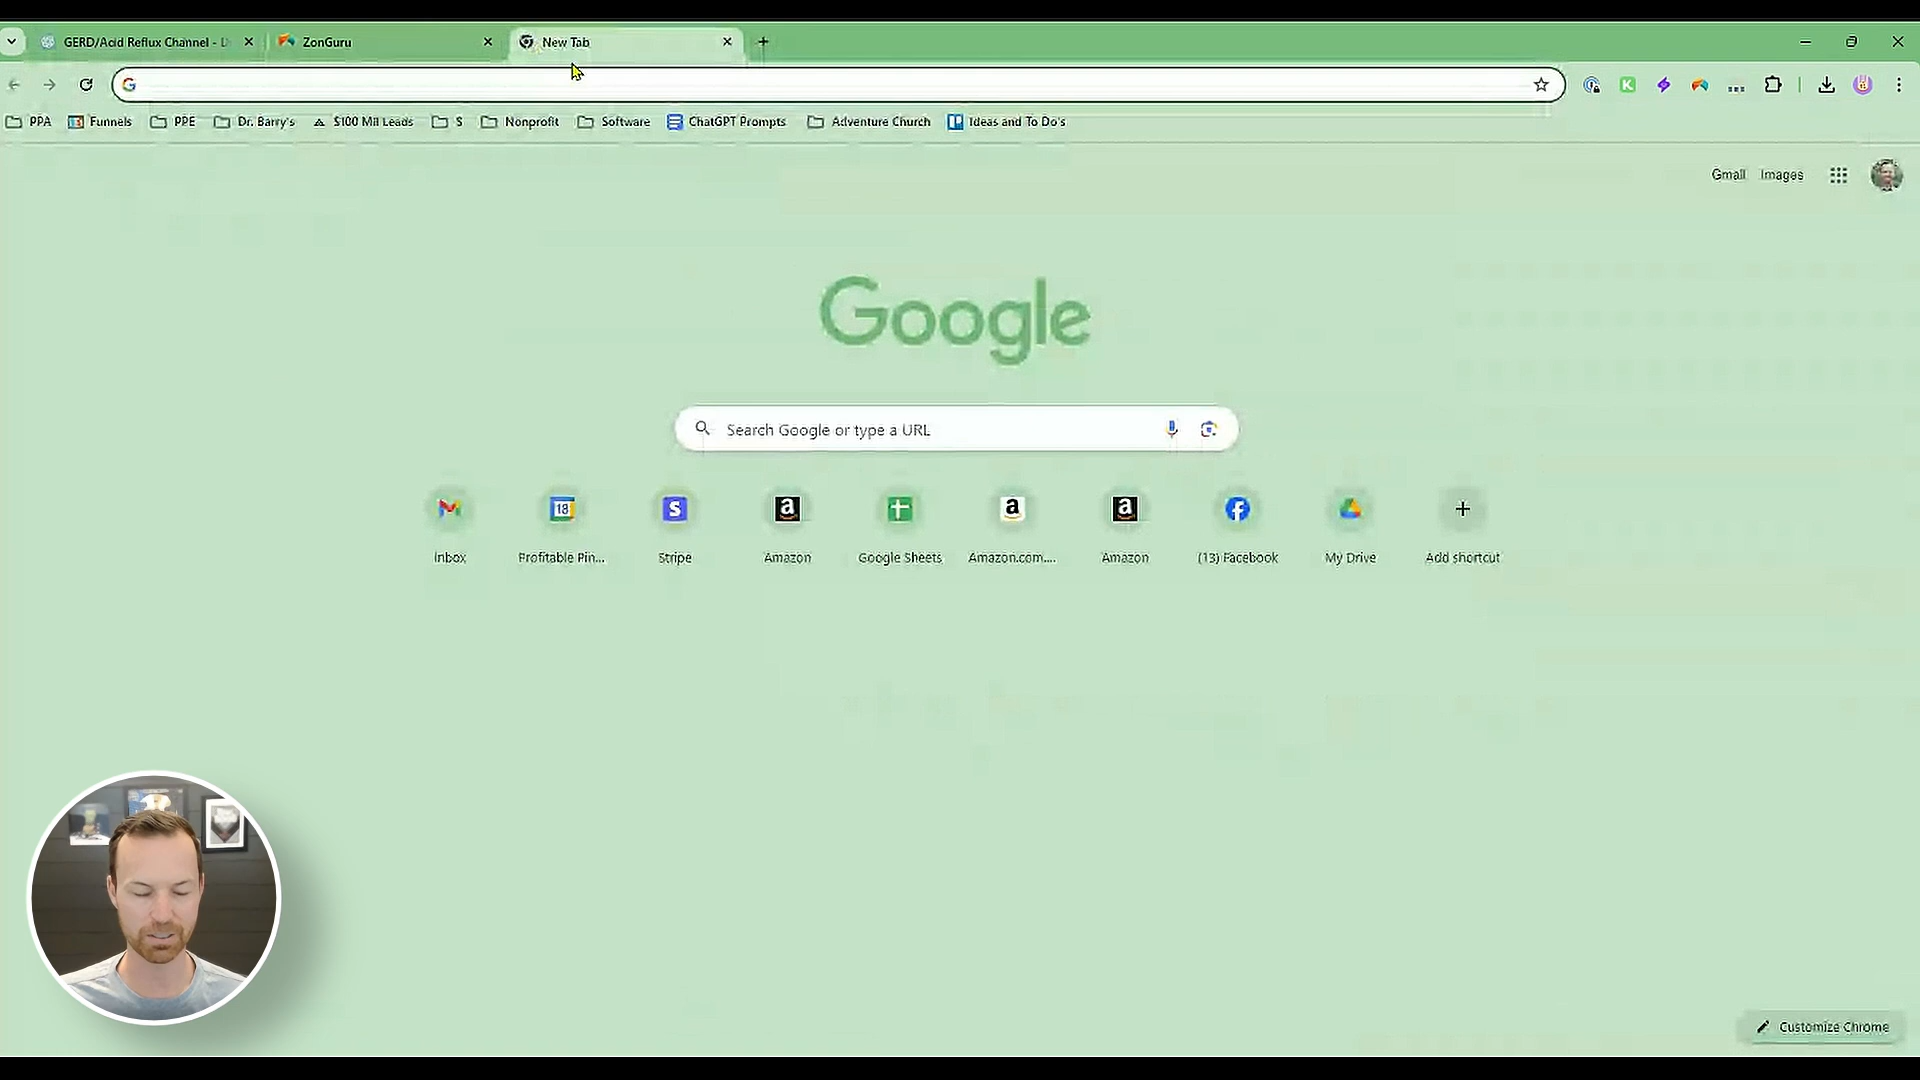 GERD/Acid Reflux Channel - D
ZonGuru
New Tab
PPA
Funnels
PPE
Dr. Barry's
$100 Mil Leads
S
Nonprofit
Software
ChatGPT Prompts
Adventure Church
Ideas and To Do's
Gmail
Images
Google
Search Google or type a URL
18
Inbox
Profitable Pin...
Stripe
Amazon
Google Sheets
Amazon.com....
Amazon
(13) Facebook
My Drive
Add shortcut
Customize Chrome